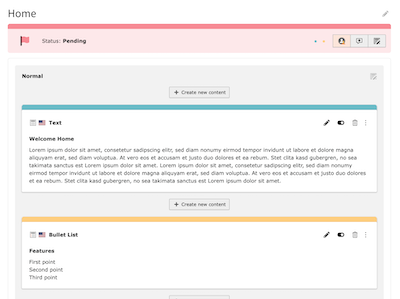 Home
Status: Pending
Normal
+ Create new content
Text
Welcome Home
Lorem ipsum dolor sit amet, consetetur sadipscing elitr, sed diam nonumy eirmod tempor invidunt ut labore et dolore magna
aliquyam erat, sed diam voluptua. At vero eos et accusam et justo duo dolores et ea rebum. Stet clita kasd gubergren, no sea
takimata sanctus est Lorem ipsum dolor sit amet. Lorem ipsum dolor sit amet, consetetur sadipscing elitr, sed diam nonumy
eirmod tempor invidunt ut labore et dolore magna aliquyam erat, sed diam voluptua. At vero eos et accusam et justo duo dolores
et ea rebum. Stet clita kasd gubergren, no sea takimata sanctus est Lorem ipsum dolor sit amet.
+ Create new content
Bullet List
Features
First point
Second point
Third point